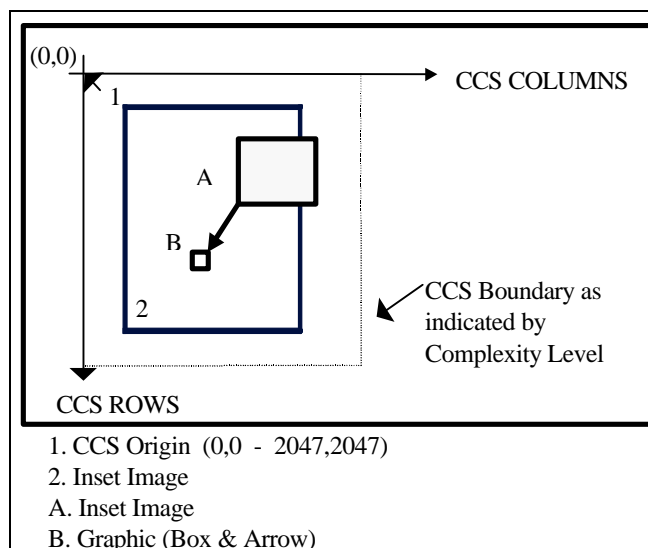 (0,0)
CCS COLUMNS
1
A
B
2
CCS Boundary as
indicated by
Complexity Level
CCS ROWS
1. CCS Origin (0,0 - 2047,2047)
2. Inset Image
A. Inset Image
B. Graphic (Box & Arrow)